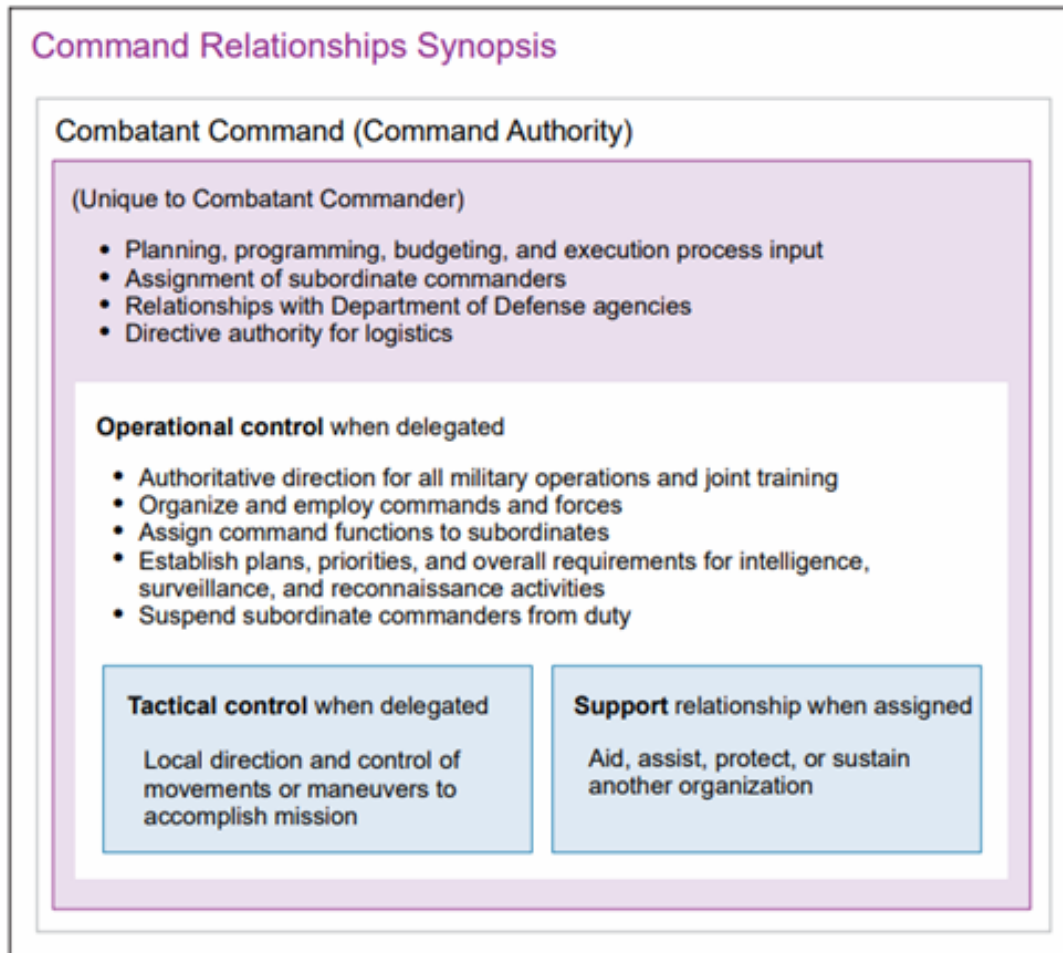 Command Relationships Synopsis
Combatant Command (Command Authority)
(Unique to Combatant Commander)
• Planning, programming, budgeting, and execution process input
• Assignment of subordinate commanders
• Relationships with Department of Defense agencies
• Directive authority for logistics
Operational control when delegated
• Authoritative direction for all military operations and joint training
• Organize and employ commands and forces
• Assign command functions to subordinates
• Establish plans, priorities, and overall requirements for intelligence,
surveillance, and reconnaissance activities
• Suspend subordinate commanders from duty
Tactical control when delegated
Local direction and control of
movements or maneuvers to
accomplish mission
Support relationship when assigned
Aid, assist, protect, or sustain
another organization